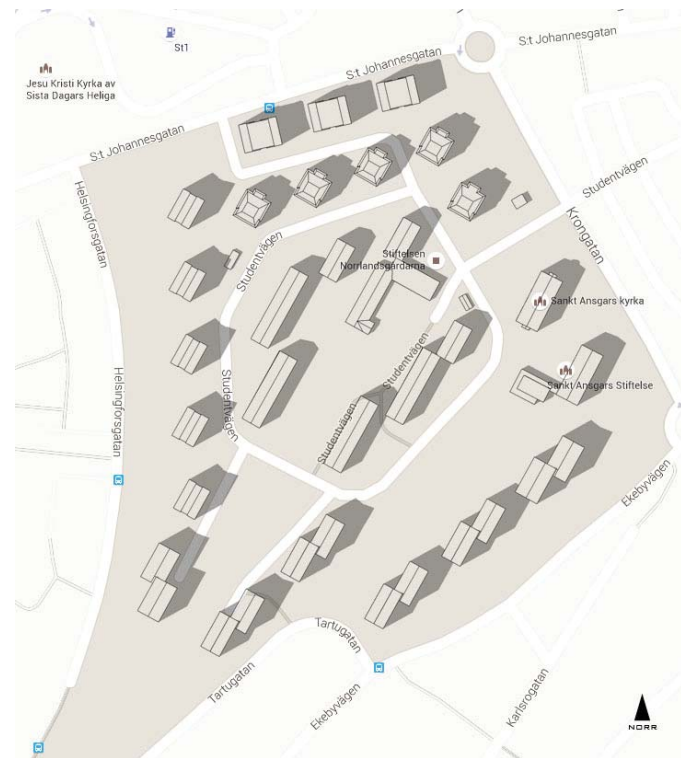 St1
S:t Johannesgatan
S:t Johannesgatan
Jesu Kristi Kyrka av
Sista Dagars Heliga
S:t Johannesgatan
Helsingforsgatan
Studentvägen
Krongatan
Studentvägen
Stiftelsen
Norrlandsgårdarna
Sankt Ansgars kyrka
Helsingforsgatan
Studentvägen
Studentvägen
Sankt Ansgars Stiftelse
Studentvägen
Ekebyvägen
Tartugatan
Tartugatan
Ekebyvägen
Karlsrogatan
NORR